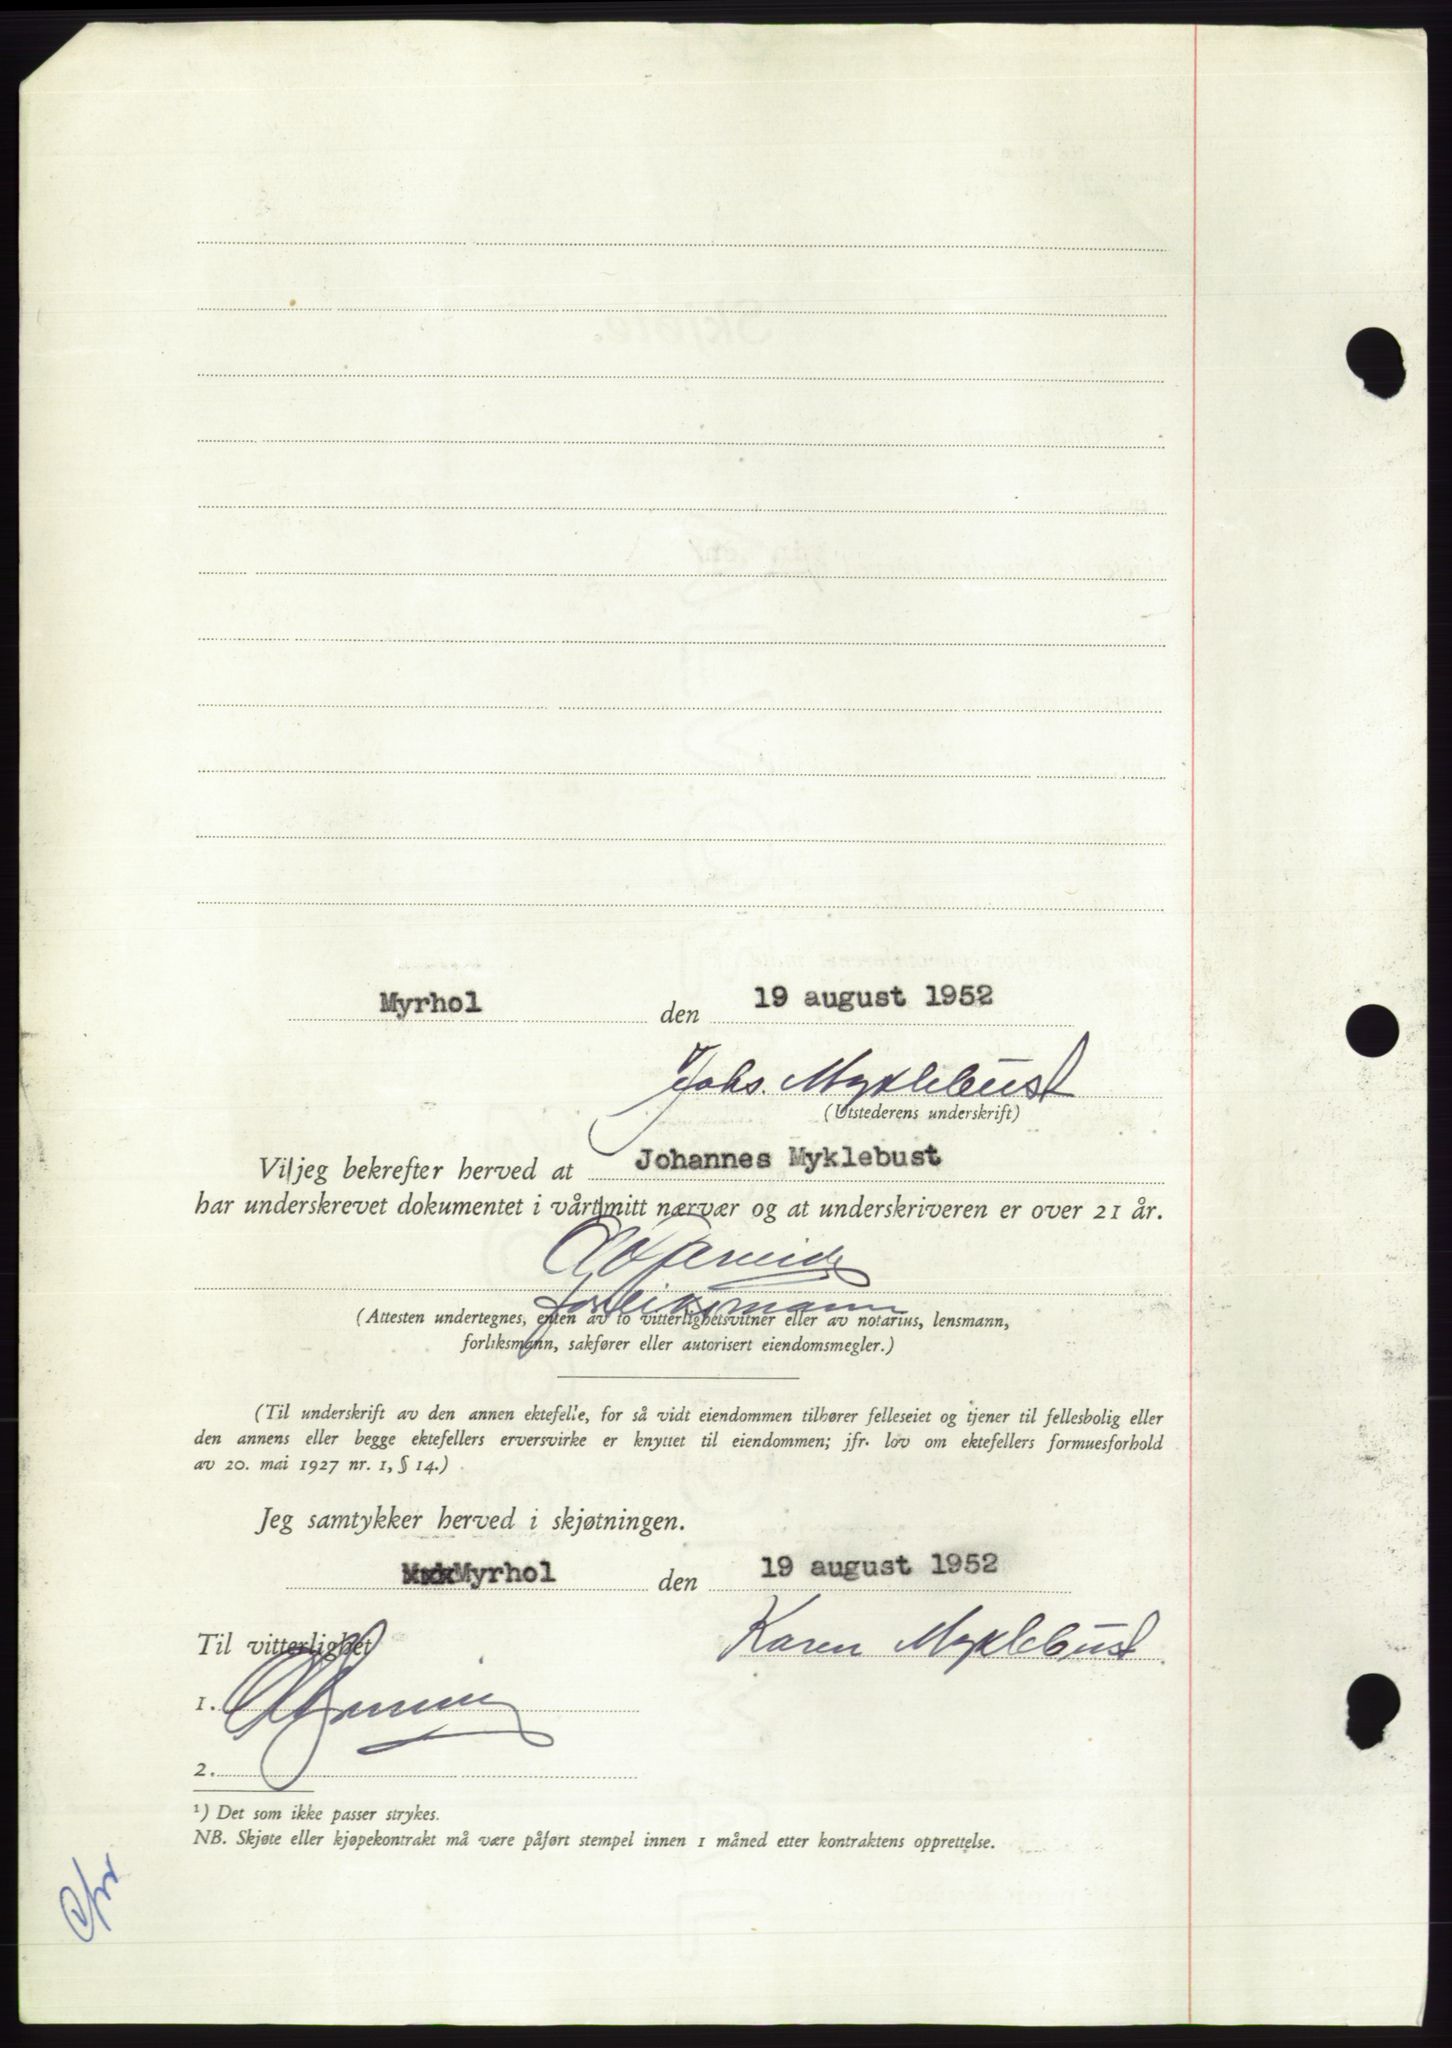 Myrhol den 19 august 1952
Johs. Myklebust
(Utstederens underskrift)
Vi/jeg bekrefter herved at Johannes Myklebust
har underskrevet dokumentet i vårt/mitt nærvær og at underskriveren er over 21 år.
forliksmann
(Attesten undertegnes, enten av to vitterlighetsvitner eller av notarius, lensmann,
forliksmann, sakfører eller autorisert eiendomsmegler.)
(Til underskrift av den annen ektefelle, for så vidt eiendommen tilhører felleseiet og tjener til fellesbolig eller
den annens eller begge ektefellers erversvirke er knyttet til eiendommen; jfr. lov om ektefellers formuesforhold
av 20. mai 1927 nr. 1, § 14.)
Jeg samtykker herved i skjøtningen.
Myrhol den 19 august 1952
Karen Myklebust
Til vitterlighet
1.
2.
¹) Det som ikke passer strykes.
NB. Skjøte eller kjøpekontrakt må være påført stempel innen 1 måned etter kontraktens opprettelse.